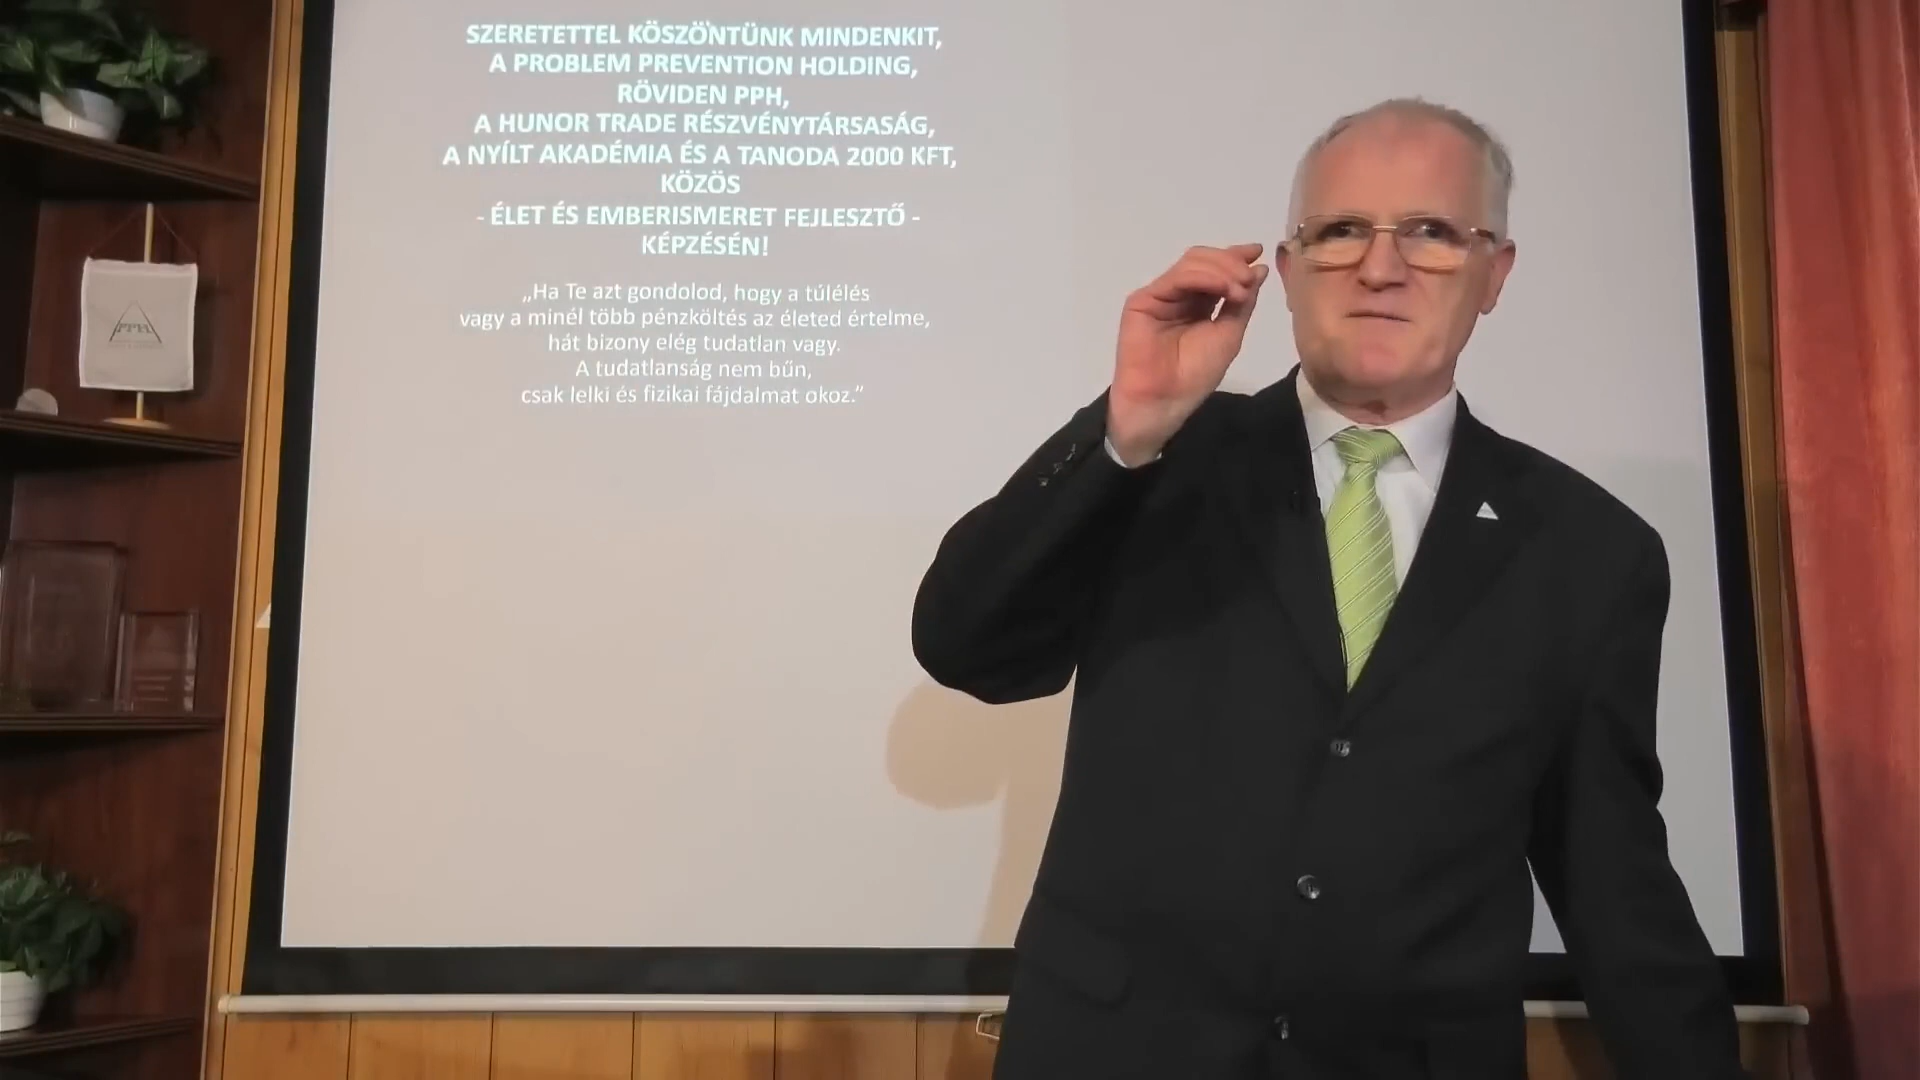 SZERETETTEL KÖSZÖNTÜNK MINDENKIT,
A PROBLEM PREVENTION HOLDING,
RÖVIDEN PPH,
A HUNOR TRADE RÉSZVÉNYTÁRSASÁG,
A NYÍLT AKADÉMIA ÉS A TANODA 2000 KFT,
KÖZÖS
- ÉLET ÉS EMBERISMERET FEJLESZTŐ -
KÉPZÉSÉN!
„Ha Te azt gondolod, hogy a túlélés
vagy a minél több pénzköltés az életed értelme,
hát bizony elég tudatlan vagy.
A tudatlanság nem bűn,
csak lelki és fizikai fájdalmat okoz.”
PPH